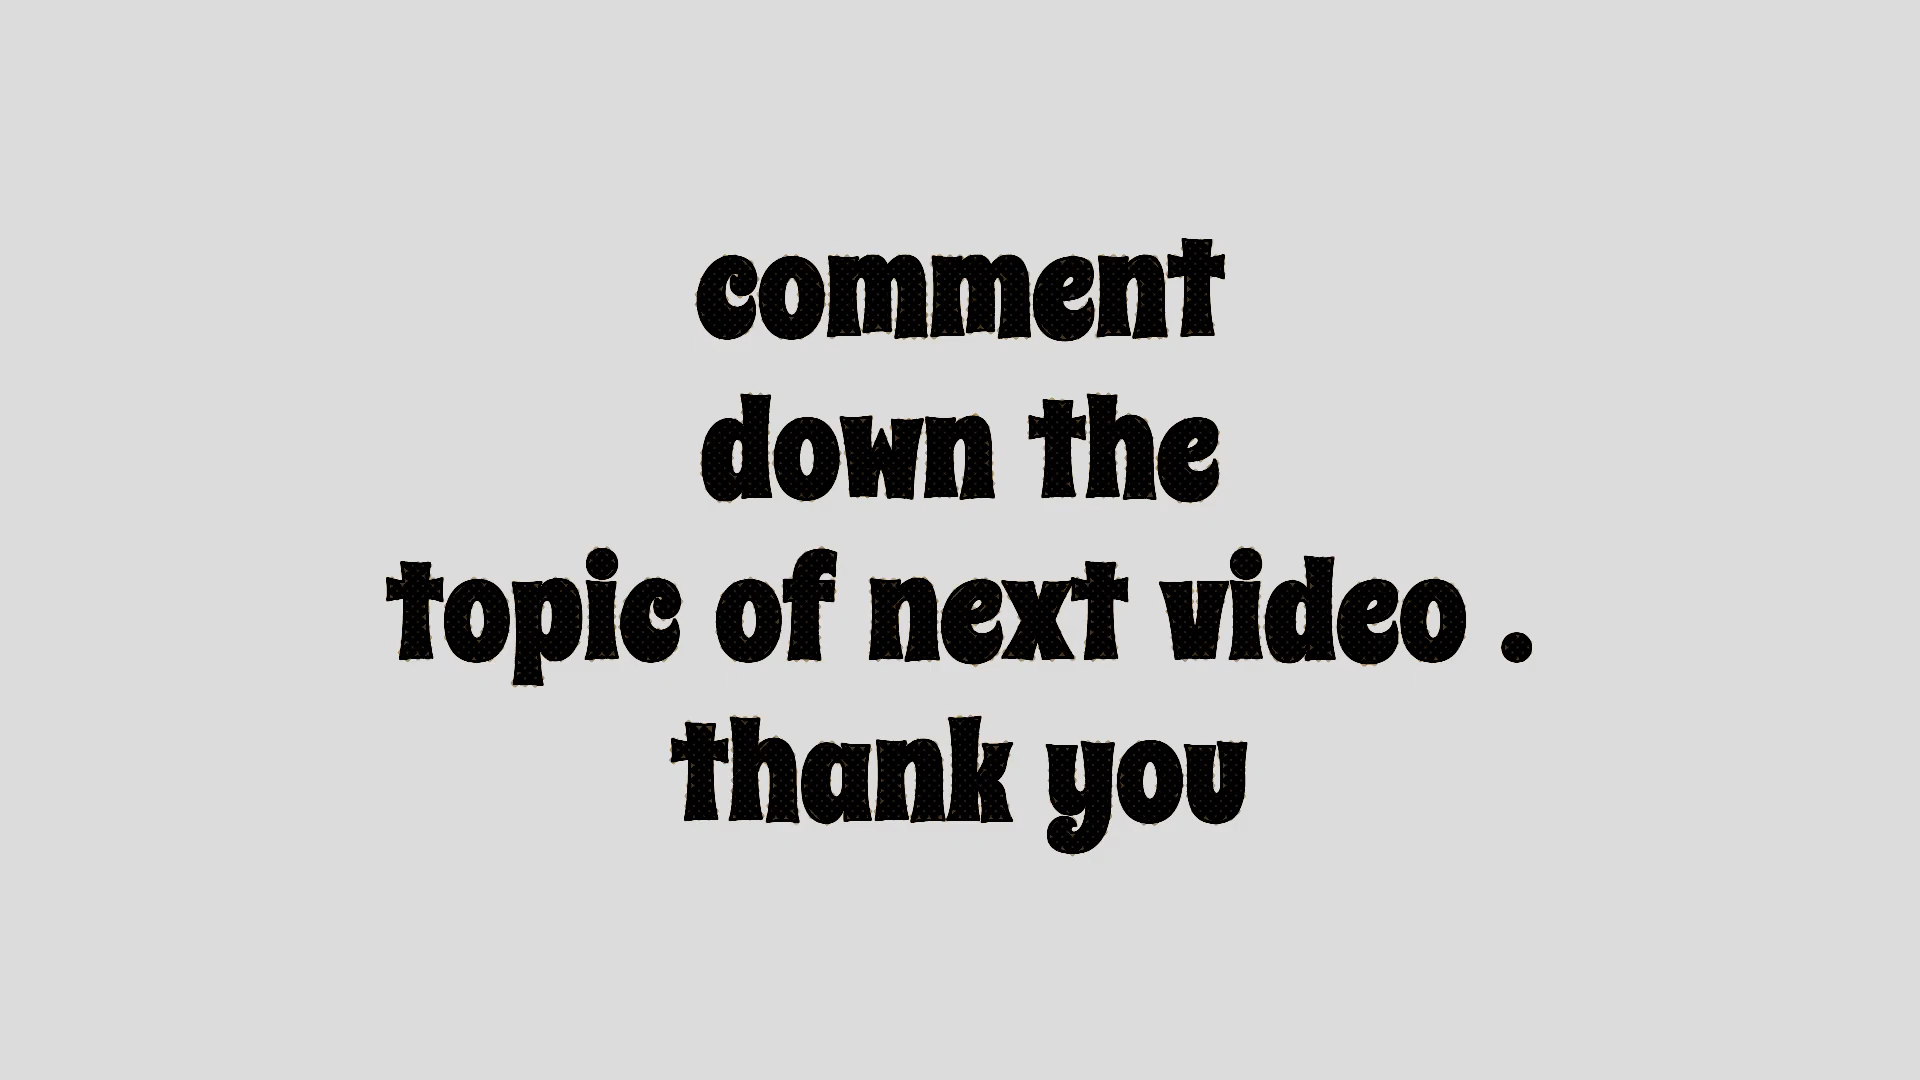 comment
down the
topic of next video .
thank you